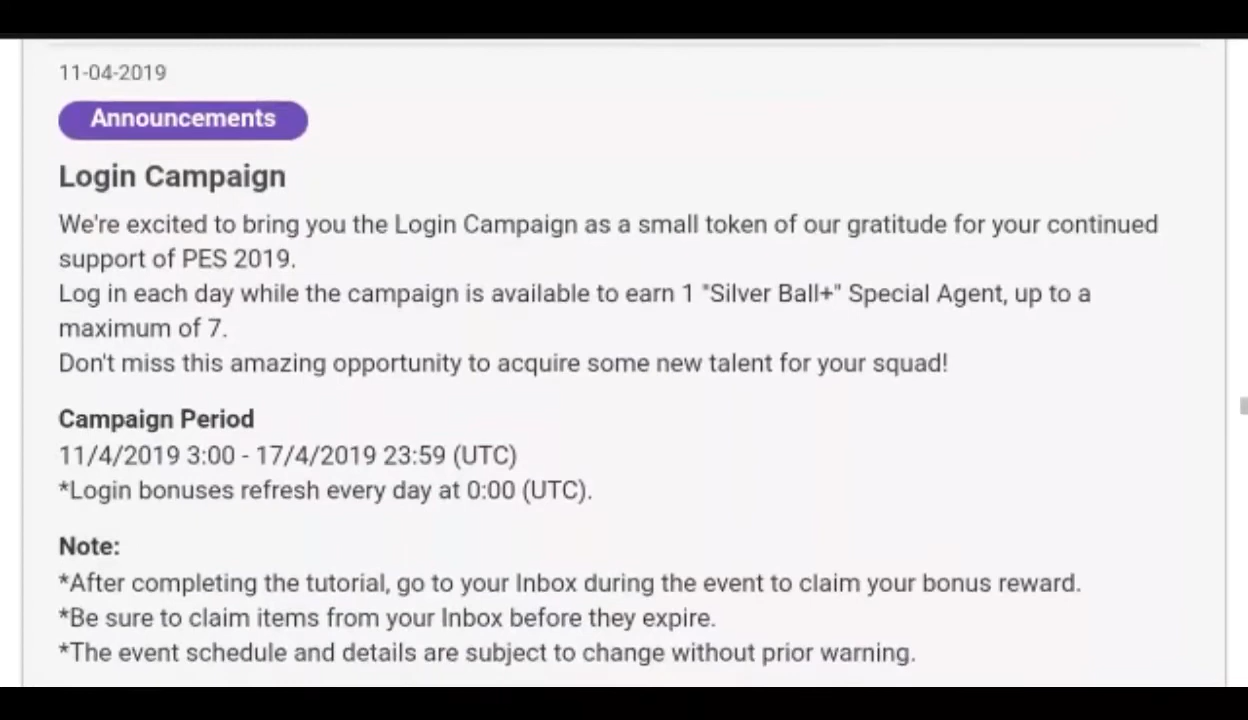 11-04-2019
Announcements
Login Campaign
We're excited to bring you the Login Campaign as a small token of our gratitude for your continued
support of PES 2019.
Log in each day while the campaign is available to earn 1 "Silver Ball+" Special Agent, up to a
maximum of 7.
Don't miss this amazing opportunity to acquire some new talent for your squad!
Campaign Period
11/4/2019 3:00 - 17/4/2019 23:59 (UTC)
*Login bonuses refresh every day at 0:00 (UTC).
Note:
*After completing the tutorial, go to your Inbox during the event to claim your bonus reward.
*Be sure to claim items from your Inbox before they expire.
*The event schedule and details are subject to change without prior warning.